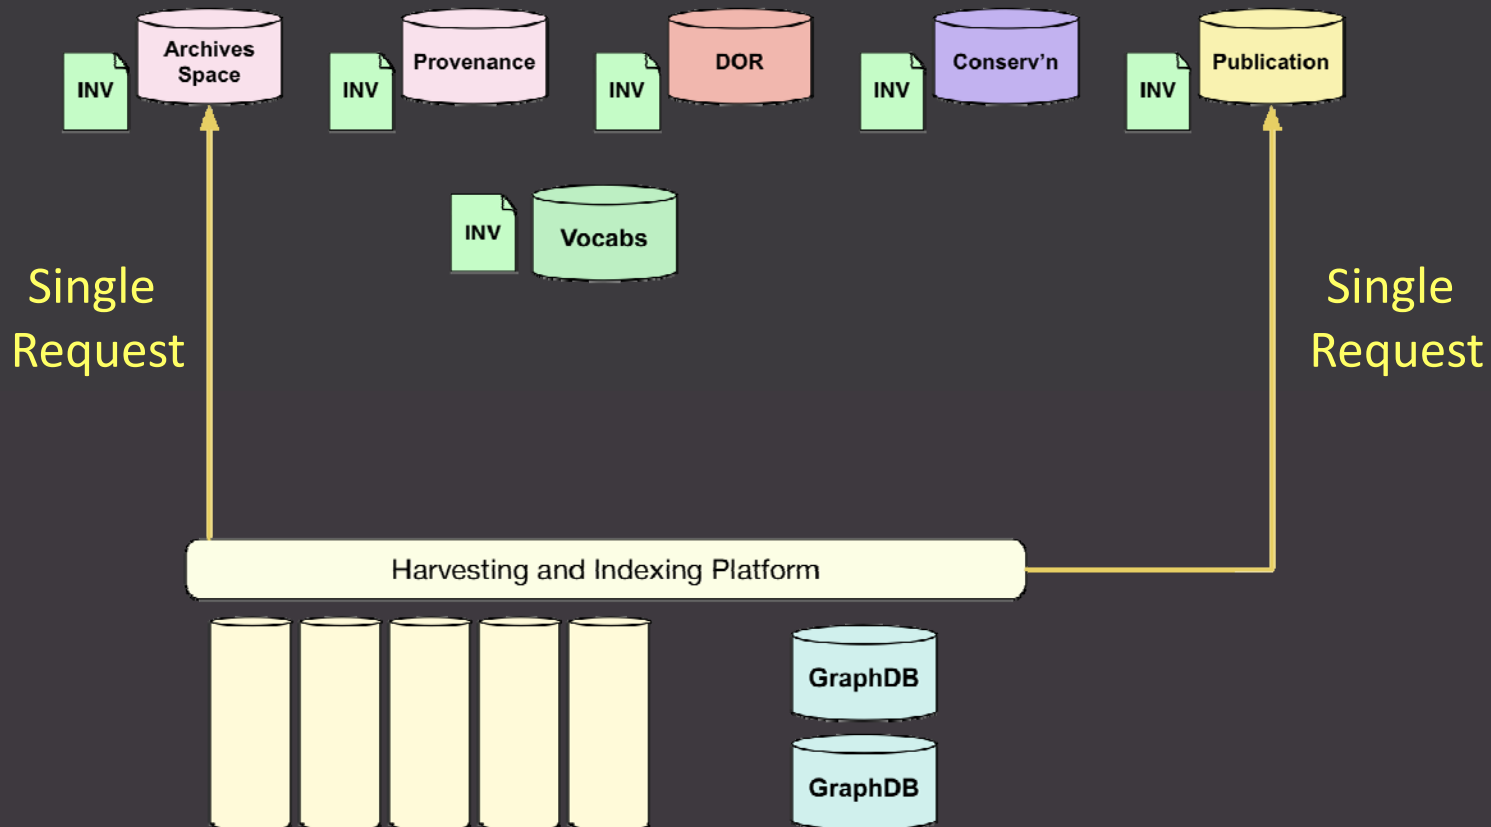 INV
Archives
Space
INV
Provenance
INV
DOR
INV
Conserv'n
INV
Publication
INV
Vocabs
Single
Request
Single
Request
Harvesting and Indexing Platform
GraphDB
GraphDB